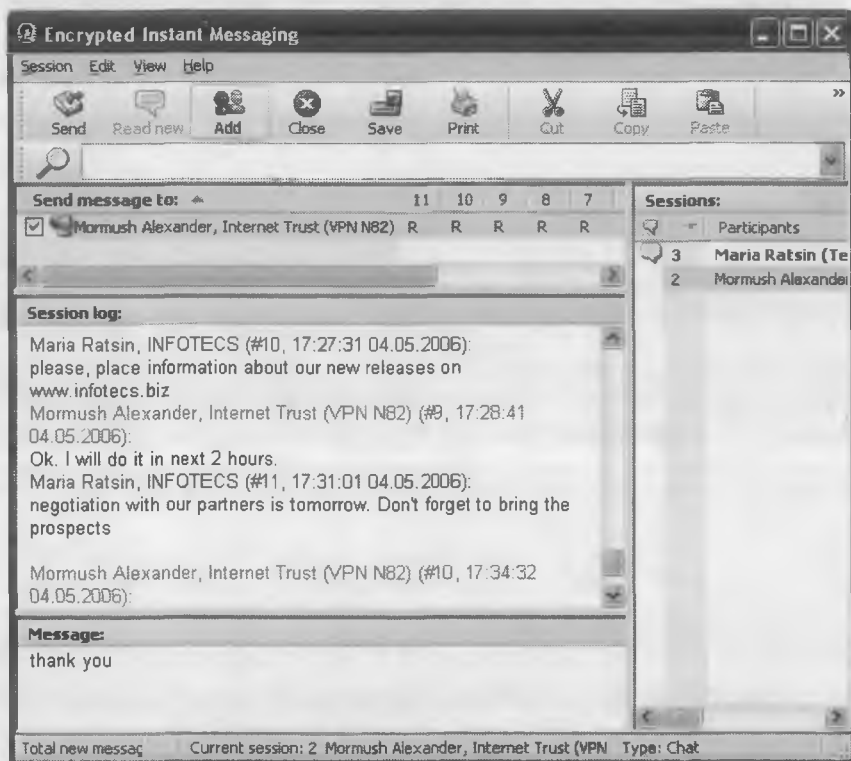 Encrypted Instant Messaging
Session Edit View Help
Send Read new Add Close Save Print Cut Copy Paste »
Send message to: 11 10 9 8 7
Mormush Alexander, Internet Trust (VPN N82) R R R R R
Sessions:
Participants
3 Maria Ratsin (Te
2 Mormush Alexander
Session log:
Maria Ratsin, INFOTECS (#10, 17:27:31 04.05.2006):
please, place information about our new releases on
www.infotecs.biz
Mormush Alexander, Internet Trust (VPN N82) (#9, 17:28:41
04.05.2006):
Ok. I will do it in next 2 hours.
Maria Ratsin, INFOTECS (#11, 17:31:01 04.05.2006):
negotiation with our partners is tomorrow. Don't forget to bring the
prospects
Mormush Alexander, Internet Trust (VPN N82) (#10, 17:34:32
04.05.2006):
Message:
thank you
Total new messag Current session: 2 Mormush Alexander, Internet Trust (VPN Type: Chat